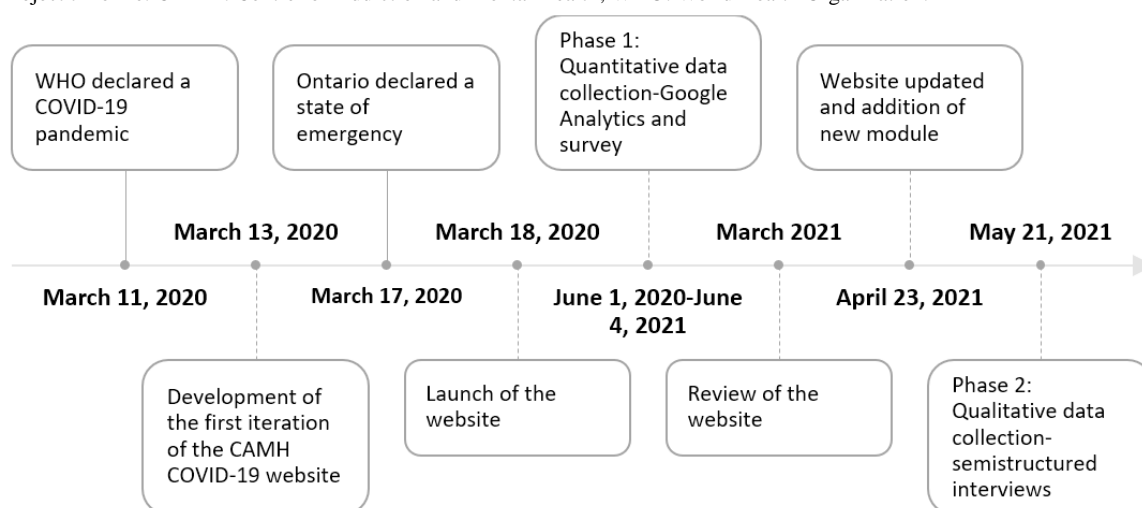 Phase 1:
Quantitative data
collection-Google
Analytics and
survey
WHO declared a
COVID-19
pandemic
Ontario declared a
state of
emergency
Website updated
and addition of
new module
March 13, 2020
March 18, 2020
March 2021
May 21, 2021
March 11, 2020
March 17, 2020
June 1, 2020-June
4, 2021
April 23, 2021
Development of
the first iteration
of the CAMH
COVID-19 website
Launch of the
website
Review of the
website
Phase 2:
Qualitative data
collection-
semistructured
interviews